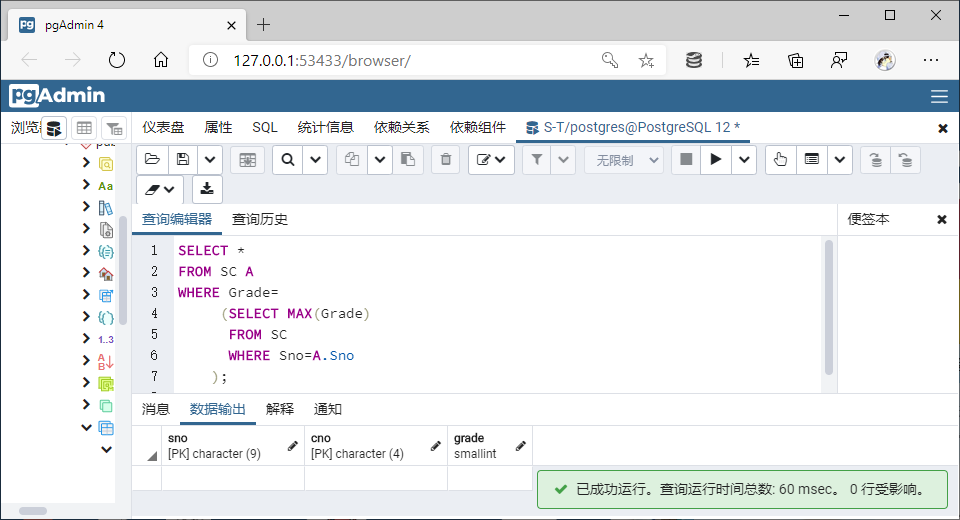 pgAdmin 4
127.0.0.1:53433/browser/
pgAdmin
浏览
仪表盘 属性 SQL 统计信息 依赖关系 依赖组件 S-T/postgres@PostgreSQL 12 *
无限制
Aa
1..3
查询编辑器 查询历史 便签本
1 SELECT *
2 FROM SC A
3 WHERE Grade=
4 (SELECT MAX(Grade)
5 FROM SC
6 WHERE Sno=A.Sno
7 );
消息 数据输出 解释 通知
sno cno grade
[PK] character (9) [PK] character (4) smallint
已成功运行。查询运行时间总数: 60 msec。 0 行受影响。